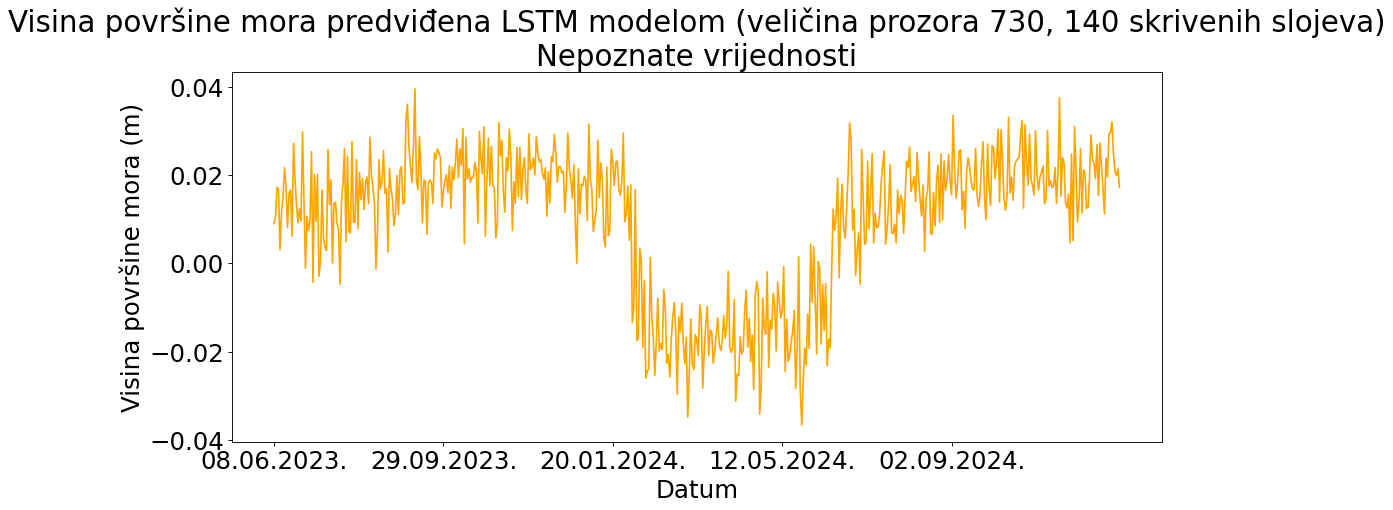 Visina površine mora predviđena LSTM modelom (veličina prozora 730, 140 skrivenih slojeva)
Nepoznate vrijednosti
Visina površine mora (m)
0.04
0.02
0.00
−0.02
−0.04
08.06.2023. 29.09.2023. 20.01.2024. 12.05.2024. 02.09.2024.
Datum